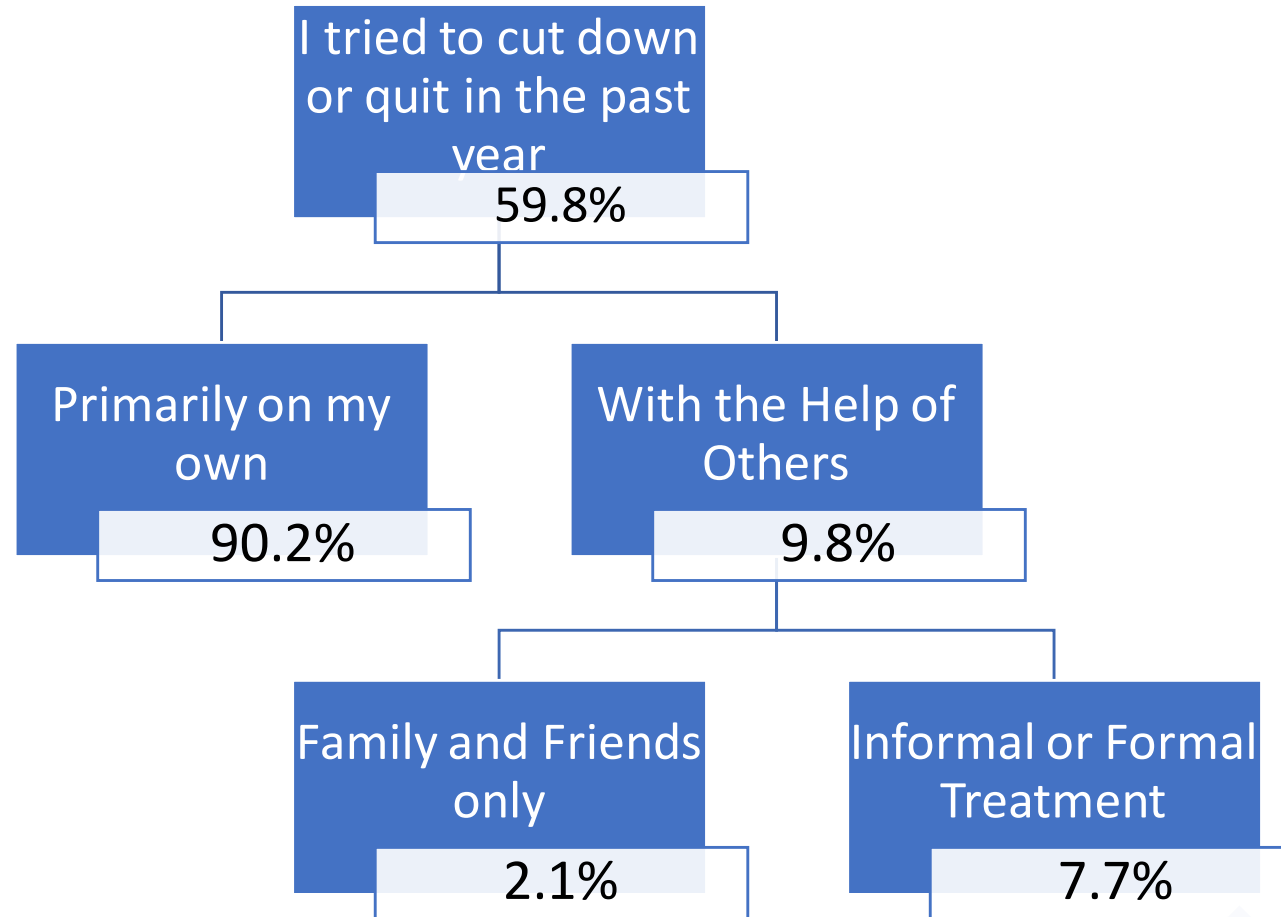 I tried to cut down
or quit in the past
year
59.8%
Primarily on my
own
90.2%
With the Help of
Others
9.8%
Family and Friends
only
2.1%
Informal or Formal
Treatment
7.7%